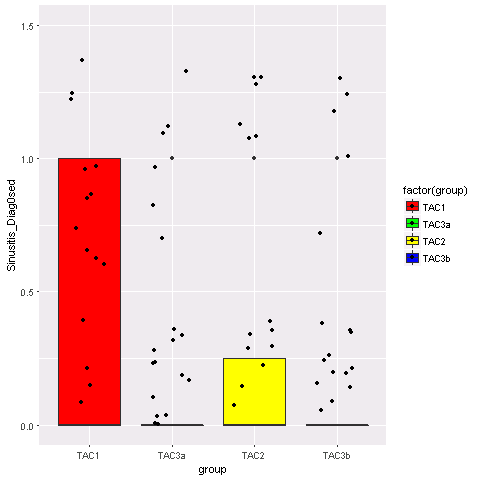 1.5
1.0
0.5
0.0
Sinusitis_Diag0sed
TAC1
TAC3a
TAC2
TAC3b
group
factor(group)
TAC1
TAC3a
TAC2
TAC3b